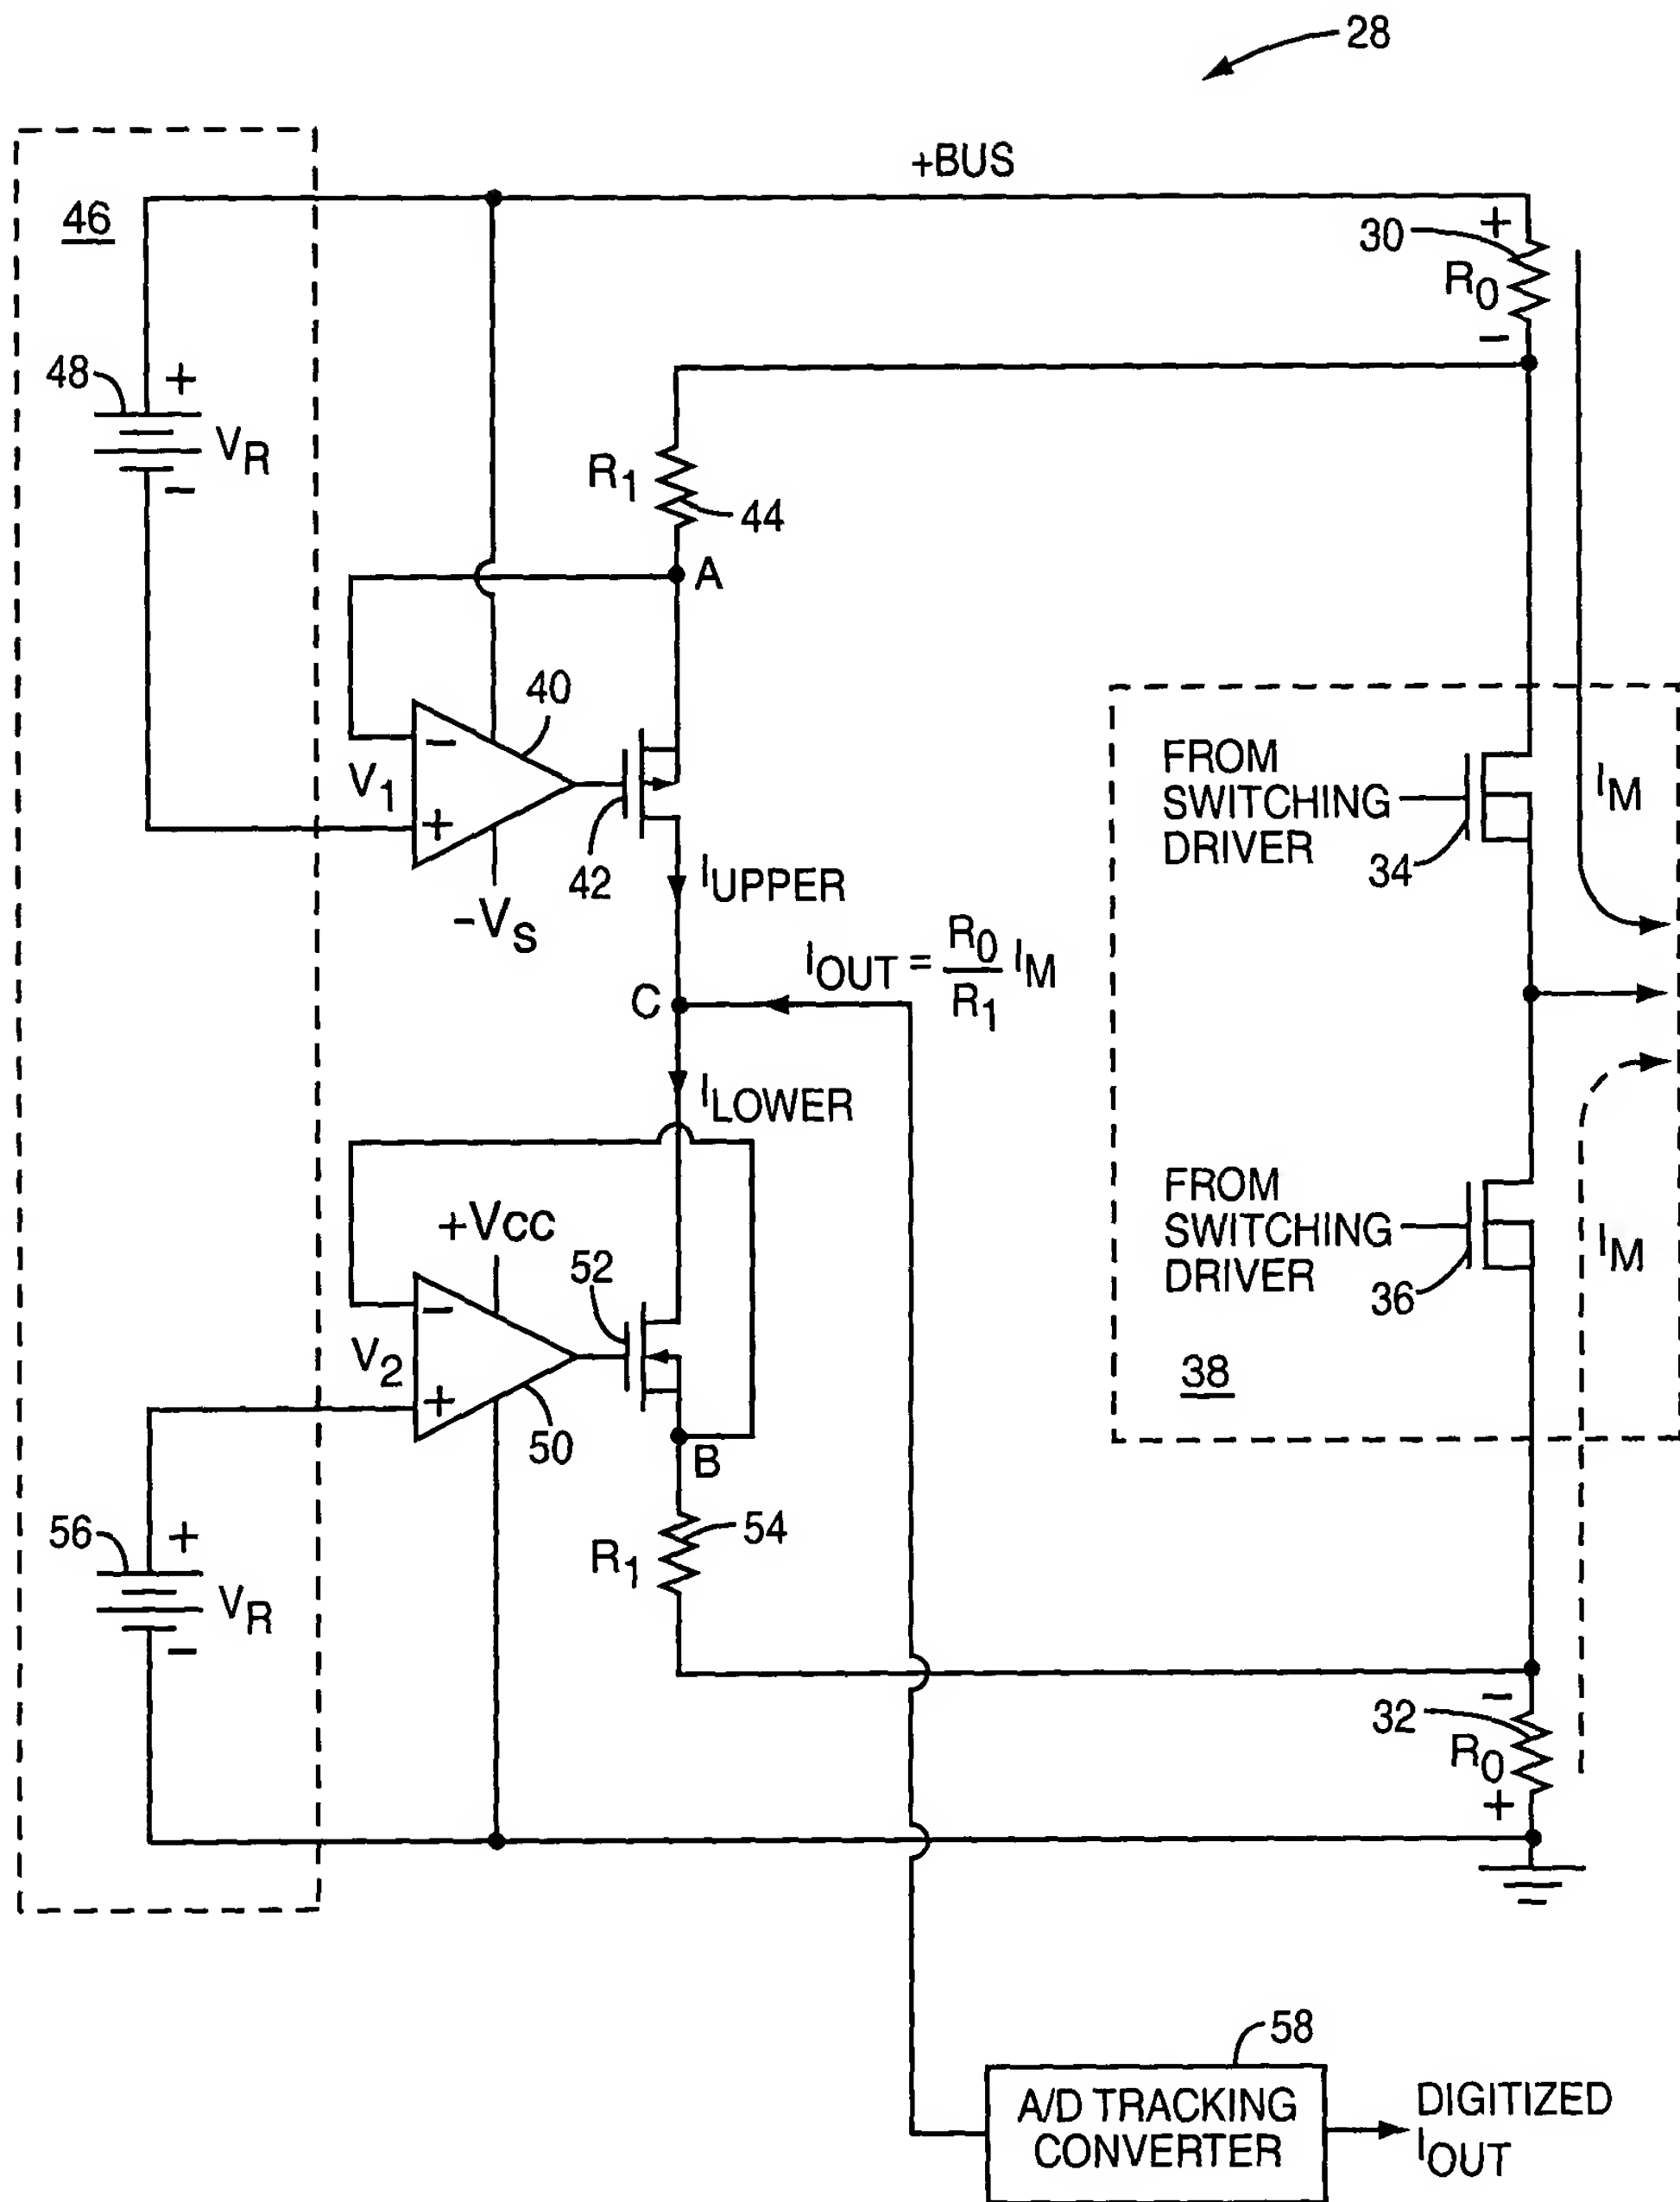 28
+BUS
46
30
+
R0
−
48
+
VR
−
R1
44
A
40
−
V1
+
42
−VS
IUPPER
FROM
SWITCHING
DRIVER
34
IM
C
IOUT = R0/R1 IM
ILOWER
+VCC
52
−
V2
+
50
B
FROM
SWITCHING
DRIVER
36
IM
38
56
+
VR
−
R1
54
−
32
R0
+
58
A/D TRACKING
CONVERTER
DIGITIZED
IOUT